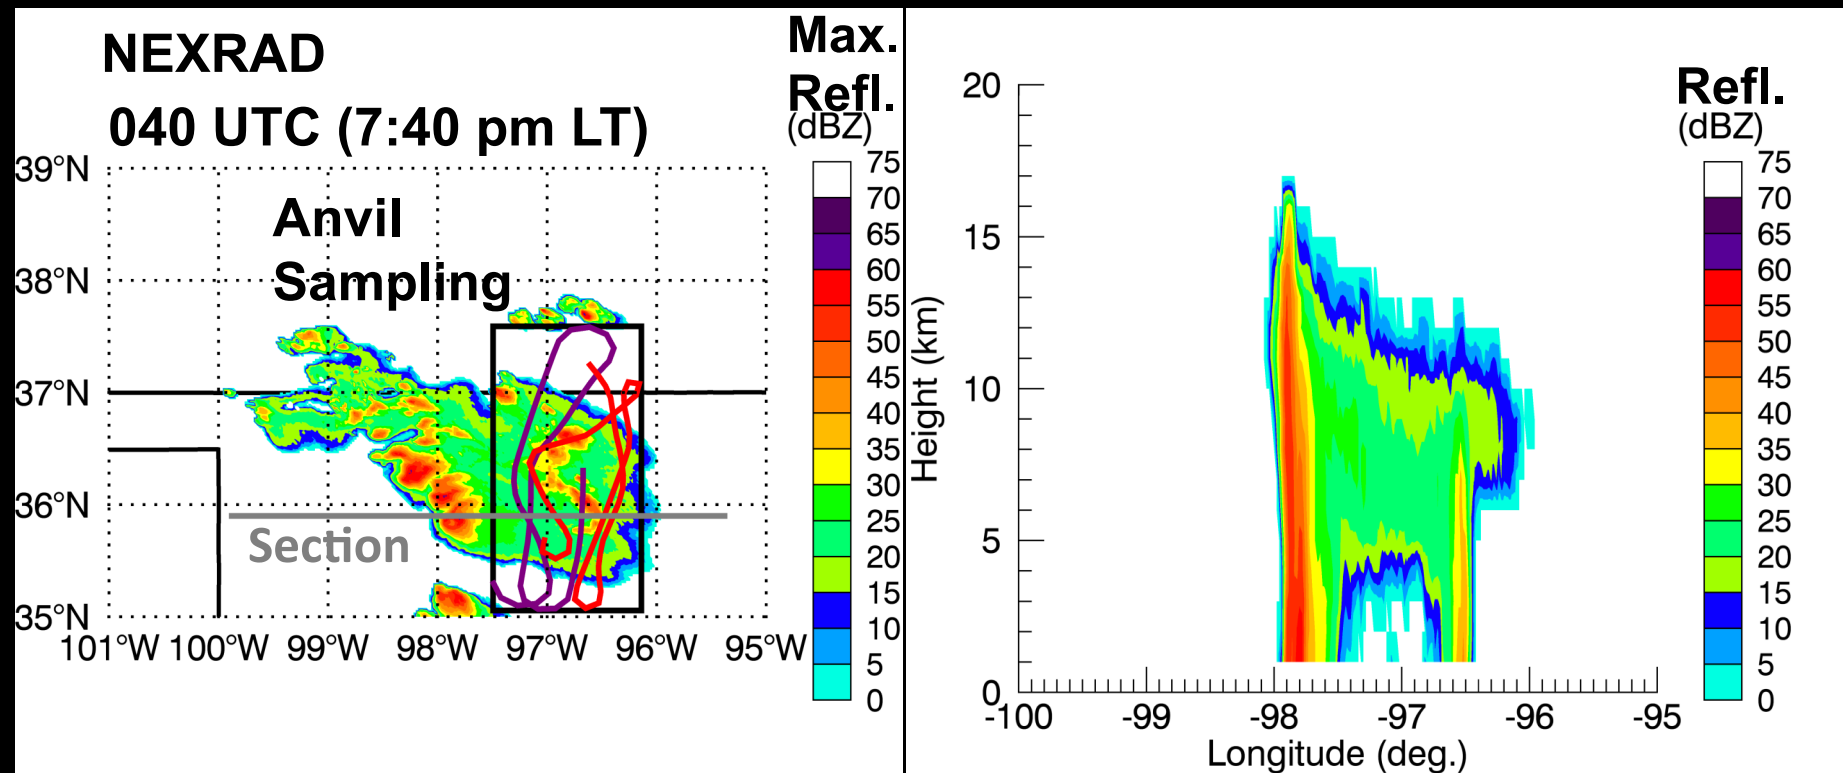 NEXRAD
040 UTC (7:40 pm LT)
Max.
Refl.
(dBZ)
Anvil
Sampling
Section
39°N
38°N
37°N
36°N
35°N
101°W 100°W 99°W 98°W 97°W 96°W 95°W
75
70
65
60
55
50
45
40
35
30
25
20
15
10
5
0
Height (km)
20
15
10
5
0
-100 -99 -98 -97 -96 -95
Longitude (deg.)
Refl.
(dBZ)
75
70
65
60
55
50
45
40
35
30
25
20
15
10
5
0